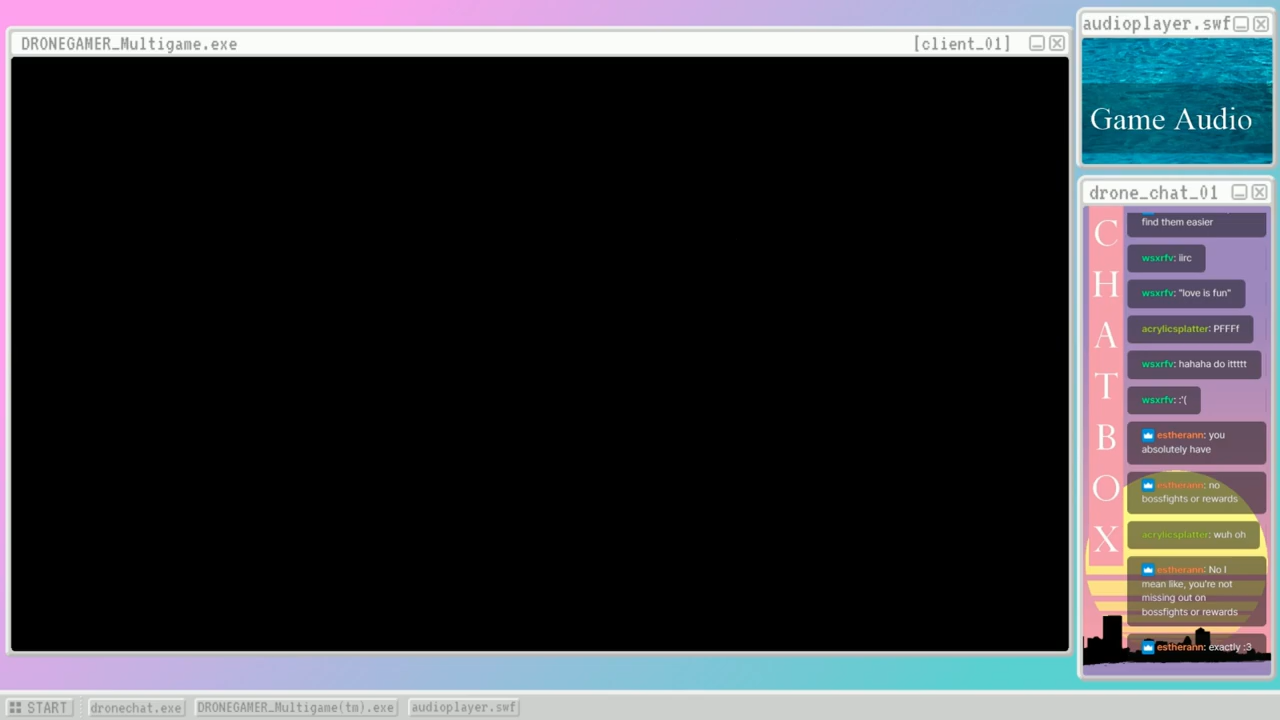 DRONEGAMER_Multigame.exe
[client_01]
audioplayer.swf
Game Audio
drone_chat_01
CHATBOX
find them easier
wsxrfv: iirc
wsxrfv: "love is fun"
acrylicsplatter: PFFFf
wsxrfv: hahaha do ittttt
wsxrfv: :'(
estherann: you
absolutely have
estherann: no
bossfights or rewards
acrylicsplatter: wuh oh
estherann: No I
mean like, you're not
missing out on
bossfights or rewards
estherann: exactly :3
START
dronechat.exe
DRONEGAMER_Multigame(tm).exe
audioplayer.swf